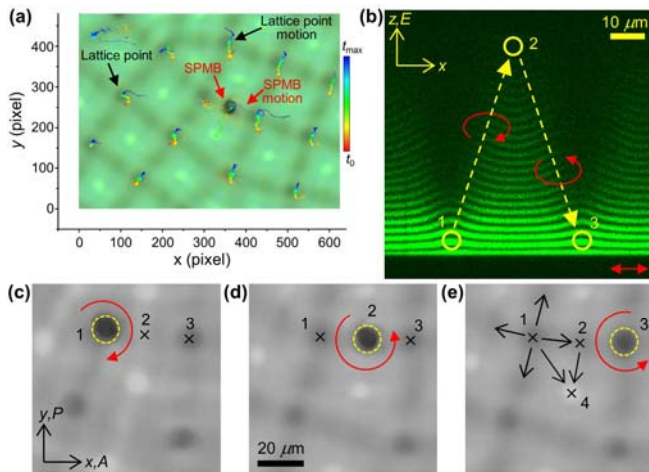 (a)
400
300
200
100
0
y (pixel)
0 100 200 300 400 500 600
x (pixel)
Lattice point
motion
Lattice point
SPMB
SPMB
motion
tmax
t0
(b)
z,E
x
10 μm
2
1
3
(c)
1
2
3
y,P
x,A
(d)
1
2
3
20 μm
(e)
1
2
3
4